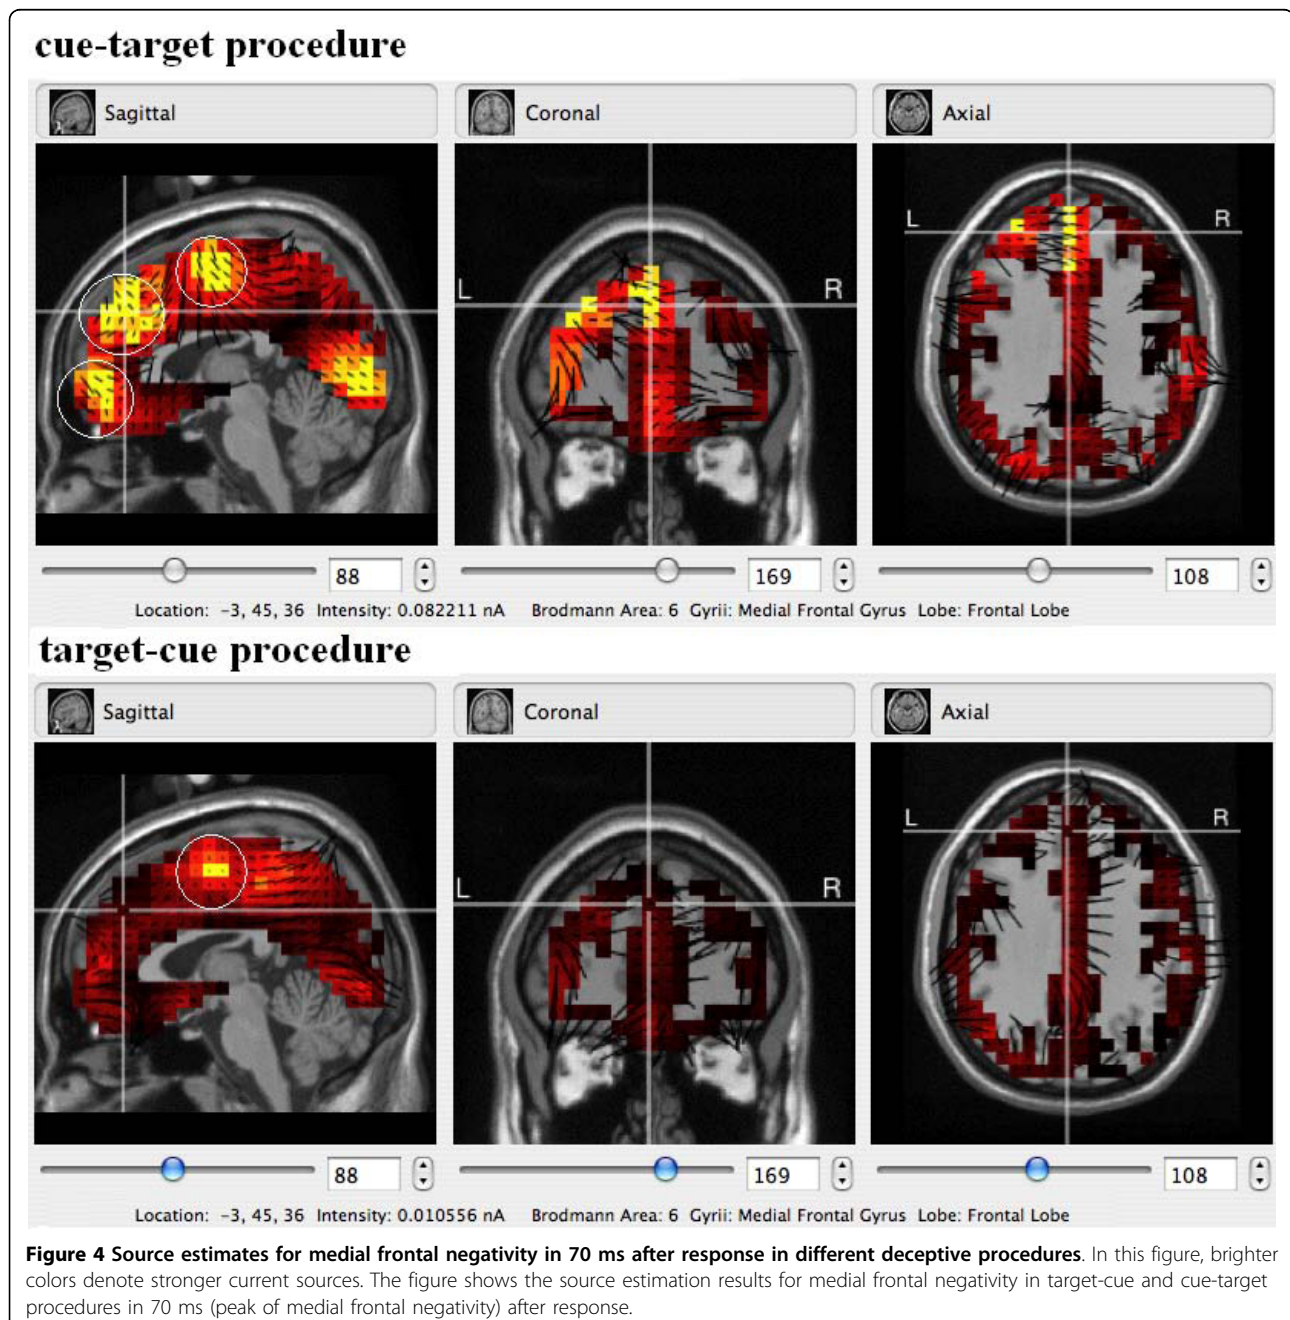 cue-target procedure
Sagittal
Coronal
Axial
L
R
L
R
88
169
108
Location: -3, 45, 36 Intensity: 0.082211 nA Brodmann Area: 6 Gyrii: Medial Frontal Gyrus Lobe: Frontal Lobe
target-cue procedure
Sagittal
Coronal
Axial
L
R
L
R
88
169
108
Location: -3, 45, 36 Intensity: 0.010556 nA Brodmann Area: 6 Gyrii: Medial Frontal Gyrus Lobe: Frontal Lobe
Figure 4 Source estimates for medial frontal negativity in 70 ms after response in different deceptive procedures. In this figure, brighter
colors denote stronger current sources. The figure shows the source estimation results for medial frontal negativity in target-cue and cue-target
procedures in 70 ms (peak of medial frontal negativity) after response.